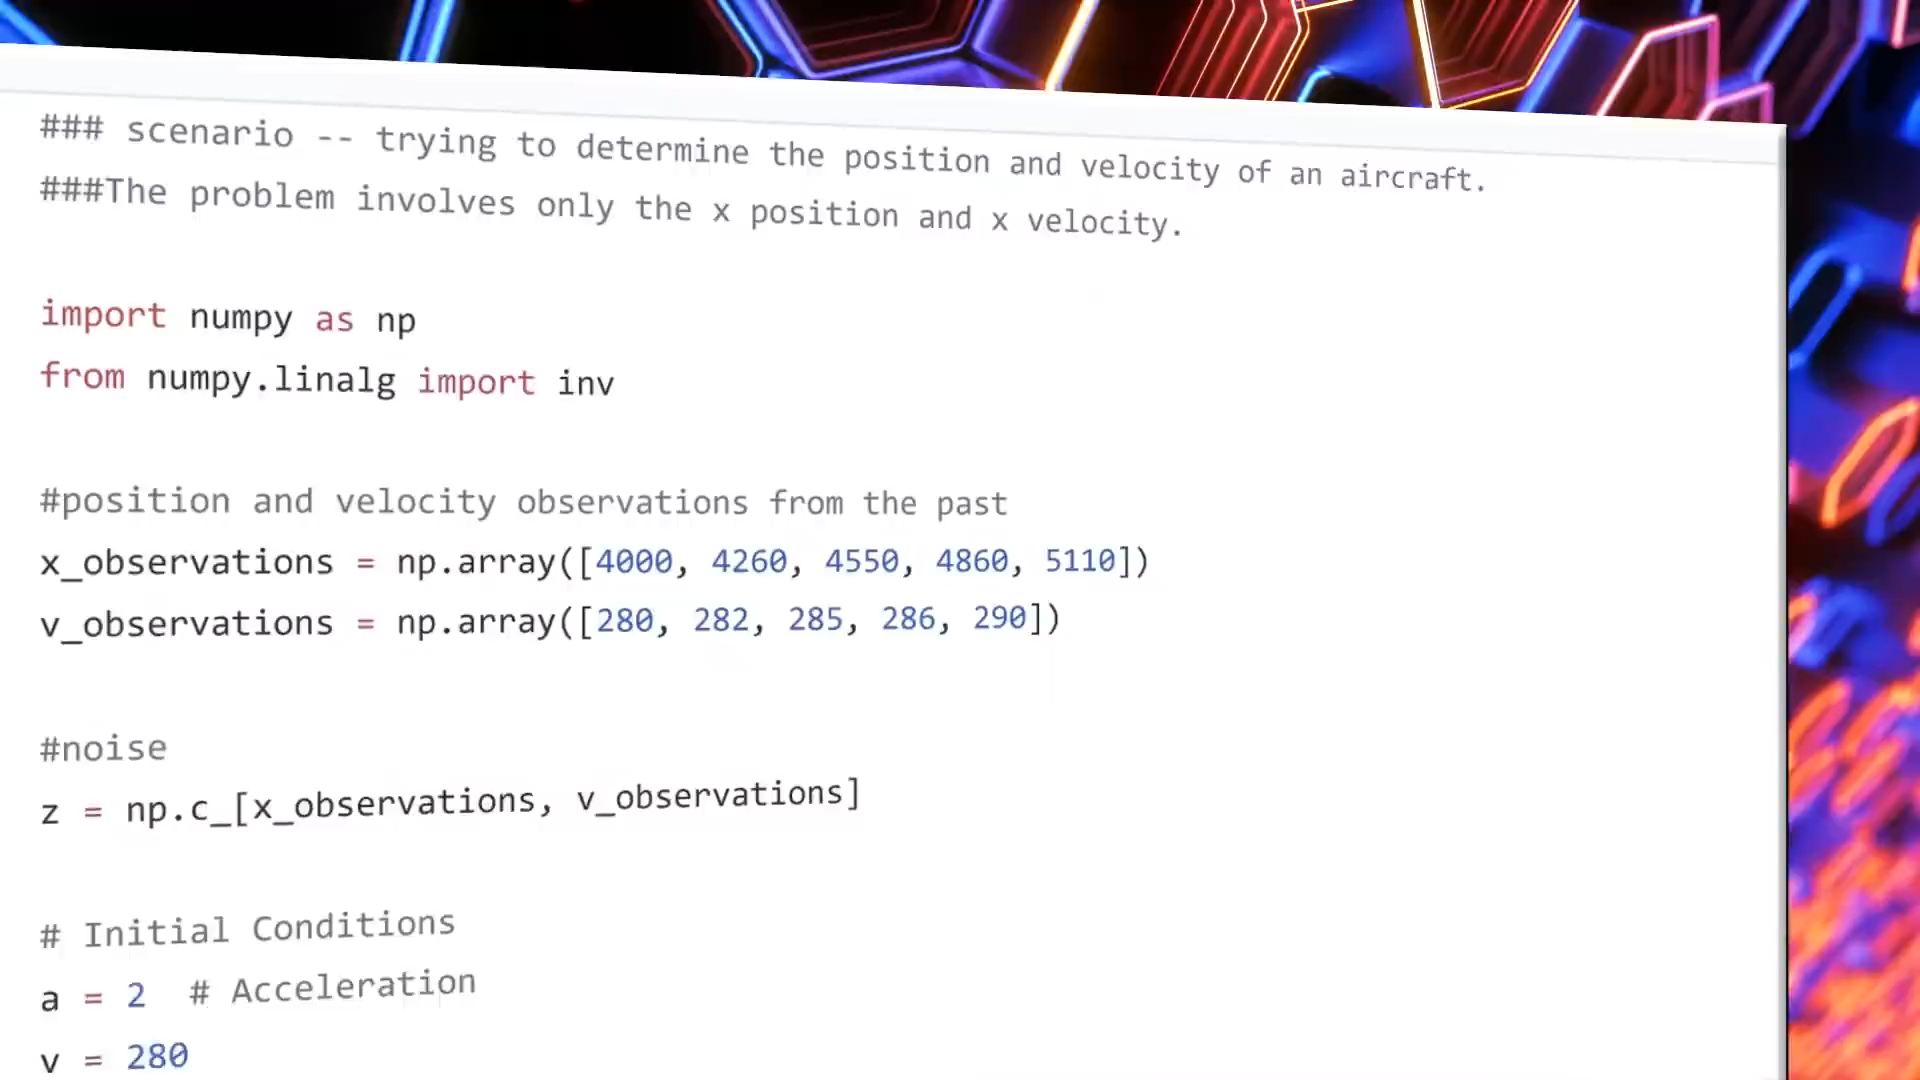 ### scenario -- trying to determine the position and velocity of an aircraft.
###The problem involves only the x position and x velocity.
import numpy as np
from numpy.linalg import inv
#position and velocity observations from the past
x_observations = np.array([4000, 4260, 4550, 4860, 5110])
v_observations = np.array([280, 282, 285, 286, 290])
#noise
z = np.c_[x_observations, v_observations]
# Initial Conditions
a = 2  # Acceleration
v = 280